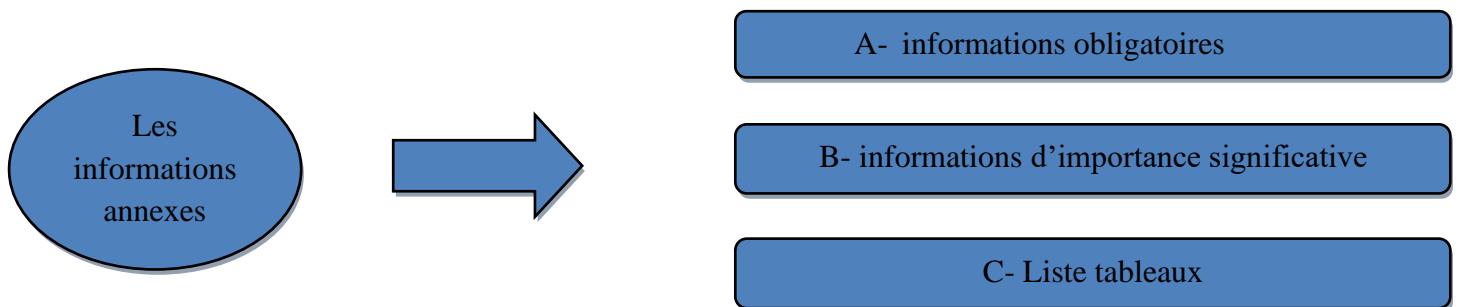 Les
informations
annexes
A- informations obligatoires
B- informations d’importance significative
C- Liste tableaux